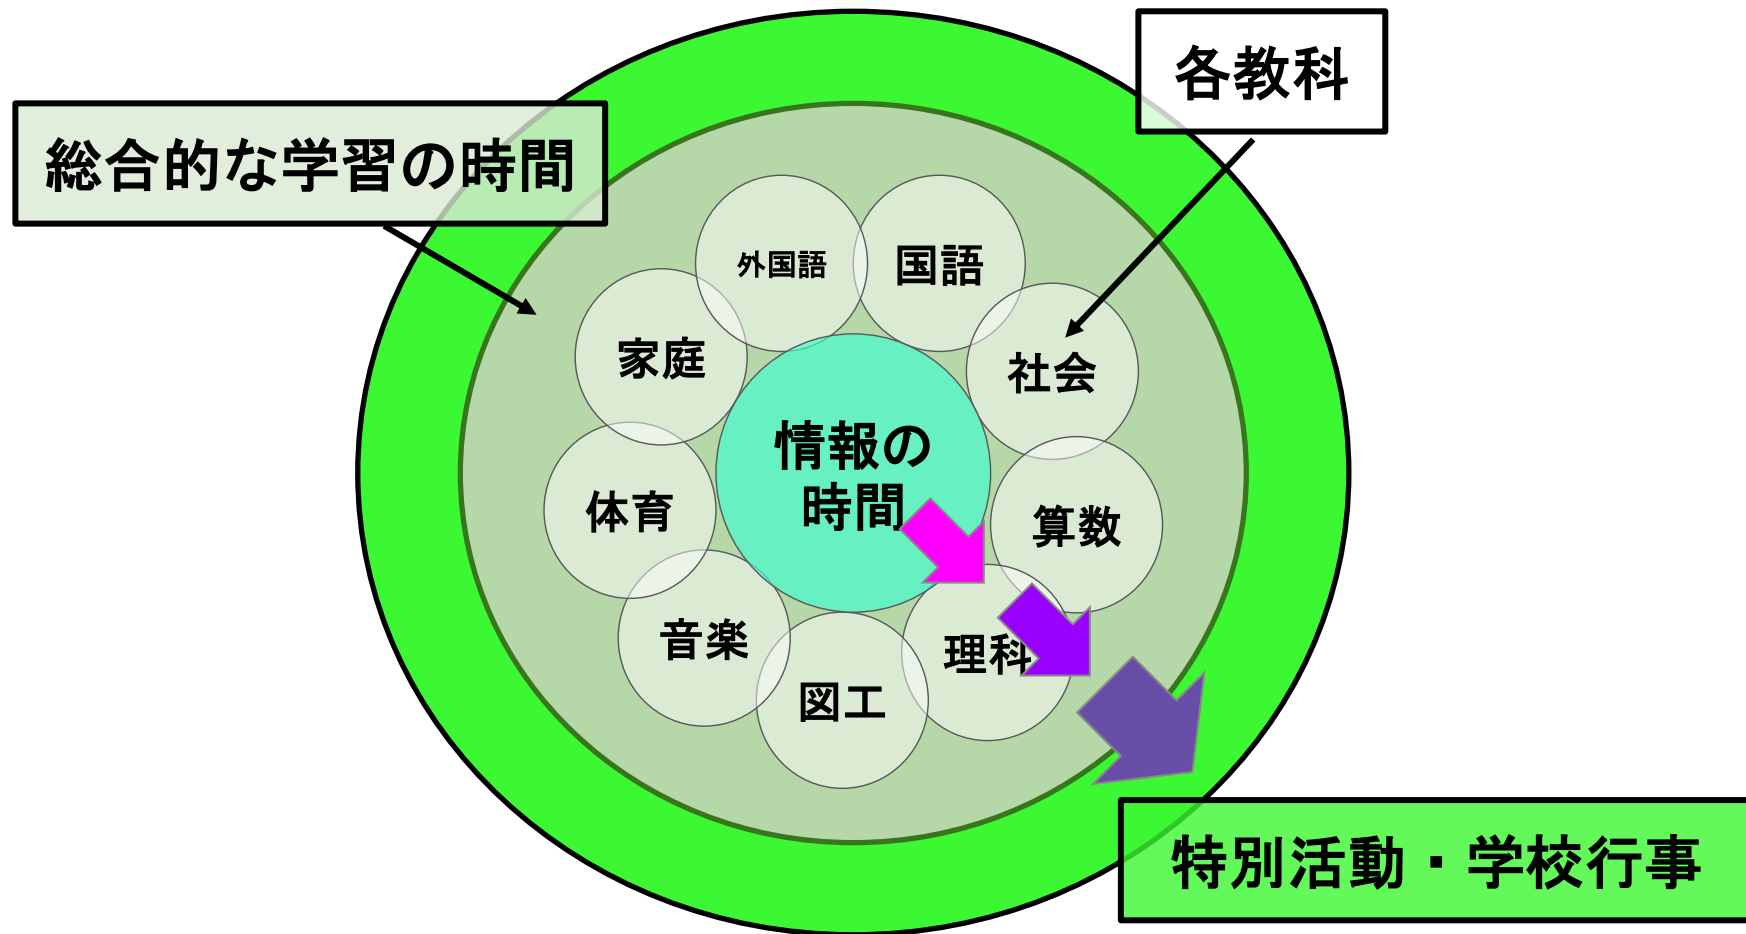 各教科
総合的な学習の時間
外国語
国語
家庭
社会
情報の
時間
体育
算数
音楽
理科
図工
特別活動・学校行事